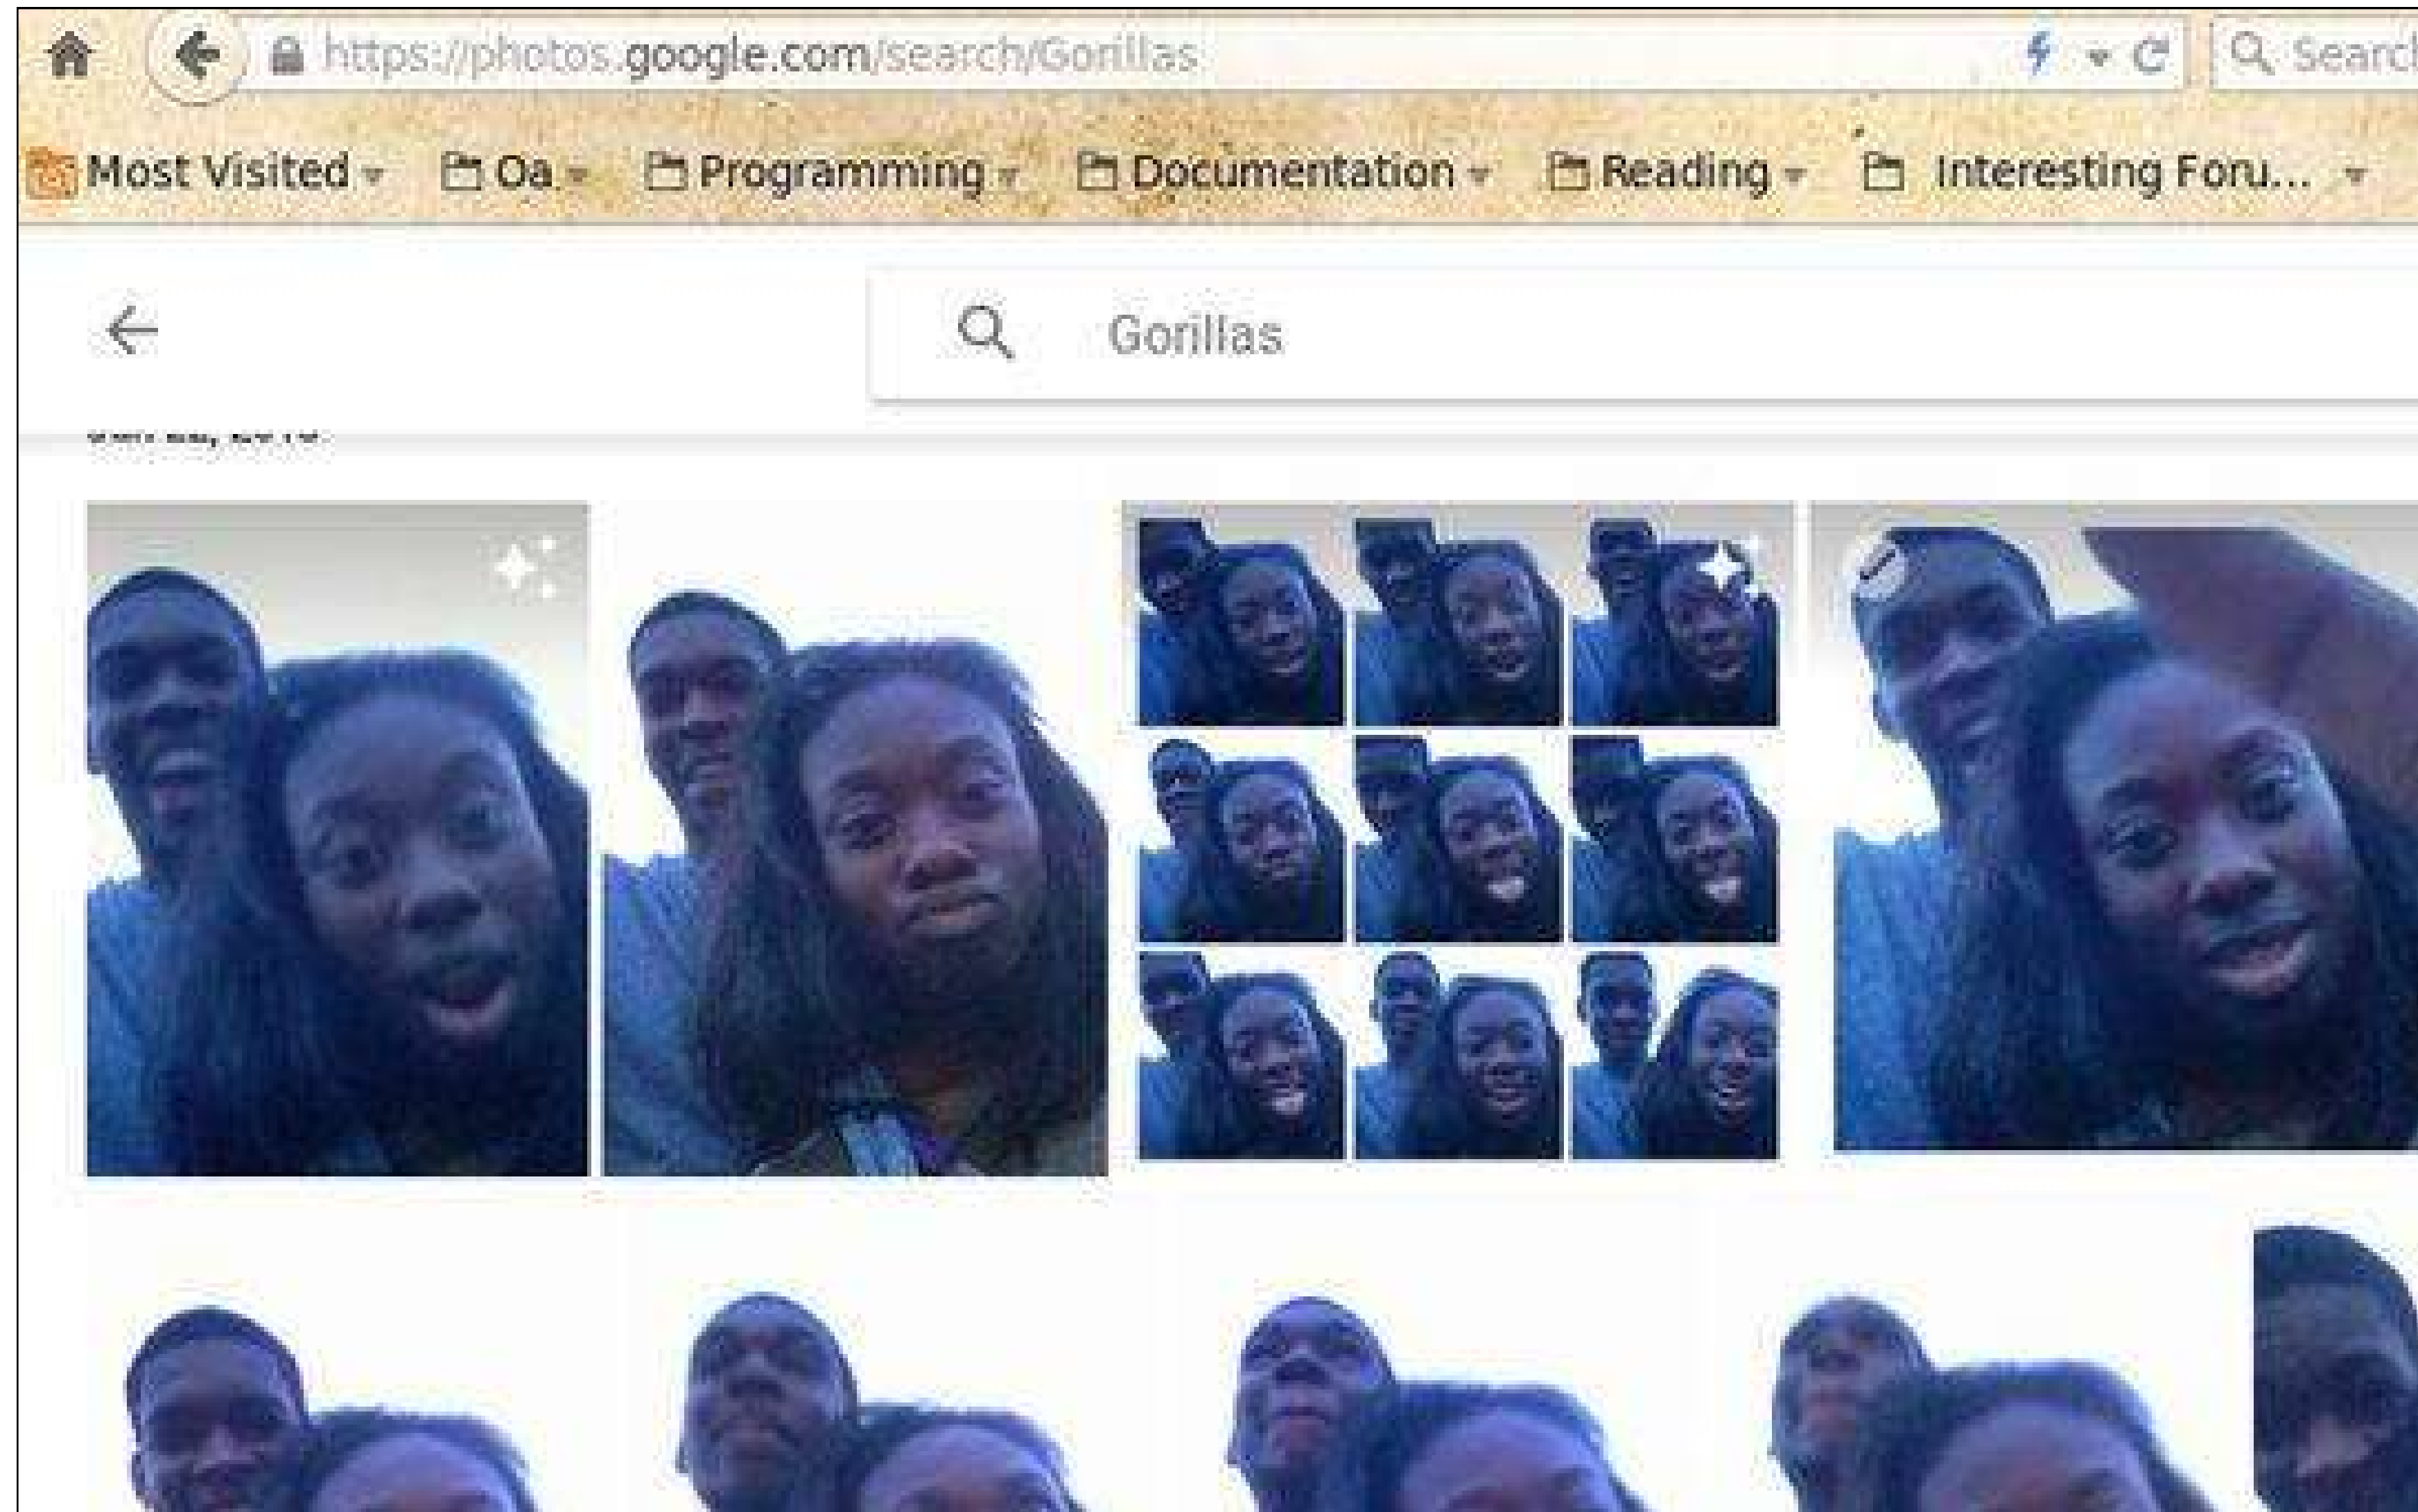 https://photos.google.com/search/Gorillas
Search
Most Visited Oa Programming Documentation Reading Interesting Foru...
Gorillas